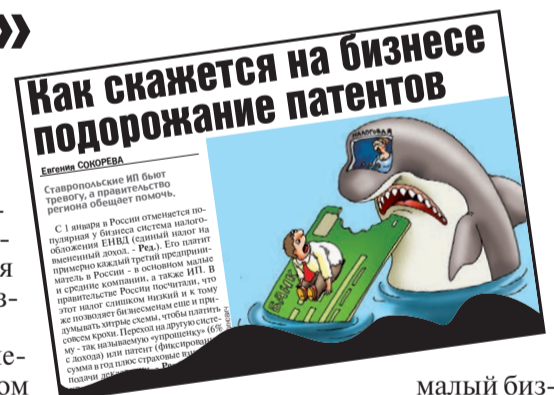 »
Как скажется на бизнесе
подорожание патентов
Евгения СОКОРЕВА
Ставропольские ИП бьют
тревогу, а правительство
региона обещает помочь.
С 1 января в России отменяется по-
пулярная у бизнеса система налого-
обложения ЕНВД (единый налог на
вмененный доход. - Ред.). Его платит
примерно каждый третий предприни-
матель в России - в основном малые
и средние компании, а также ИП. В
правительстве России посчитали, что
этот налог слишком низкий и к тому
же позволяет бизнесменам еще и при-
думывать хитрые схемы, чтобы платить
совсем крохи. Переход на другую систе-
му - так называемую «упрощенку» (6%
с дохода) или патент (фиксированная
сумма в год плюс страховые
подачи
НАЛОГОВАЯ
БАНК
я
ом
малый биз-